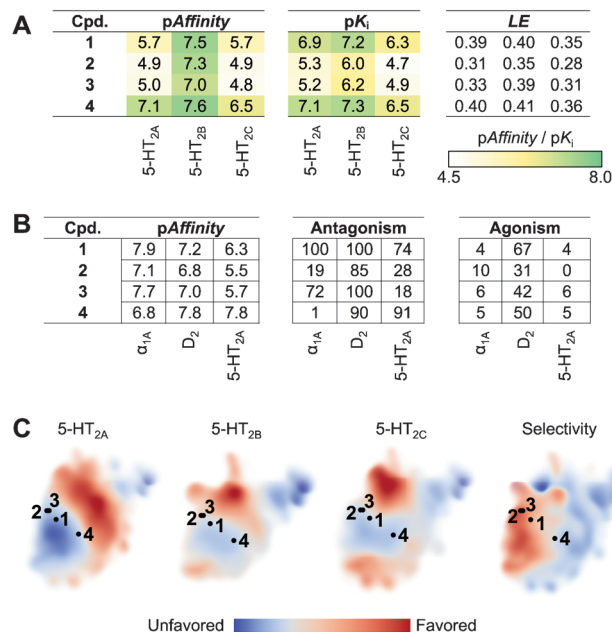 A
Cpd. pAffinity pKi LE
1 5.7 7.5 5.7 6.9 7.2 6.3 0.39 0.40 0.35
2 4.9 7.3 4.9 5.3 6.0 4.7 0.31 0.35 0.28
3 5.0 7.0 4.8 5.2 6.2 4.9 0.33 0.39 0.31
4 7.1 7.6 6.5 7.1 7.3 6.5 0.40 0.41 0.36
5-HT2A 5-HT2B 5-HT2C 5-HT2A 5-HT2B 5-HT2C
pAffinity / pKi
4.5 8.0
B
Cpd. pAffinity Antagonism Agonism
1 7.9 7.2 6.3 100 100 74 4 67 4
2 7.1 6.8 5.5 19 85 28 10 31 0
3 7.7 7.0 5.7 72 100 18 6 42 6
4 6.8 7.8 7.8 1 90 91 5 50 5
α1A D2 5-HT2A α1A D2 5-HT2A α1A D2 5-HT2A
C
5-HT2A 5-HT2B 5-HT2C Selectivity
2 3 1 4 2 3 1 4 2 3 1 4 2 3 1 4
Unfavored Favored